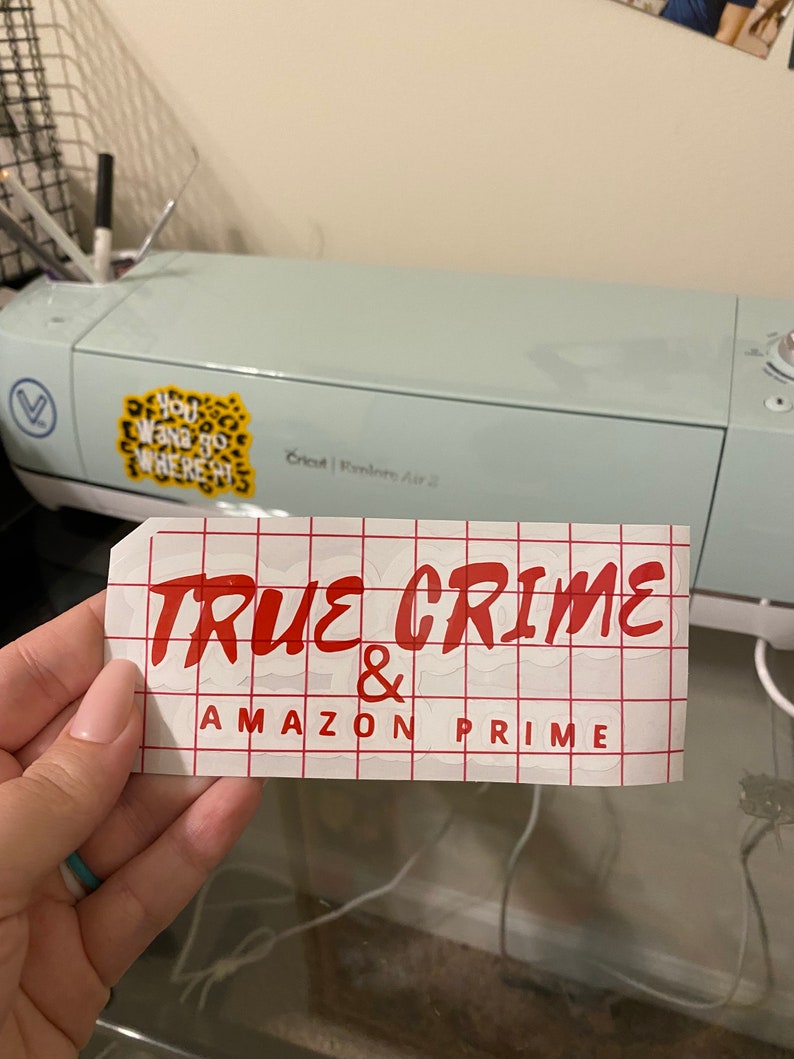 YOU
Wana go
WHERE?!
Cricut | Explore Air 2
TRUE CRIME
&
AMAZON PRIME